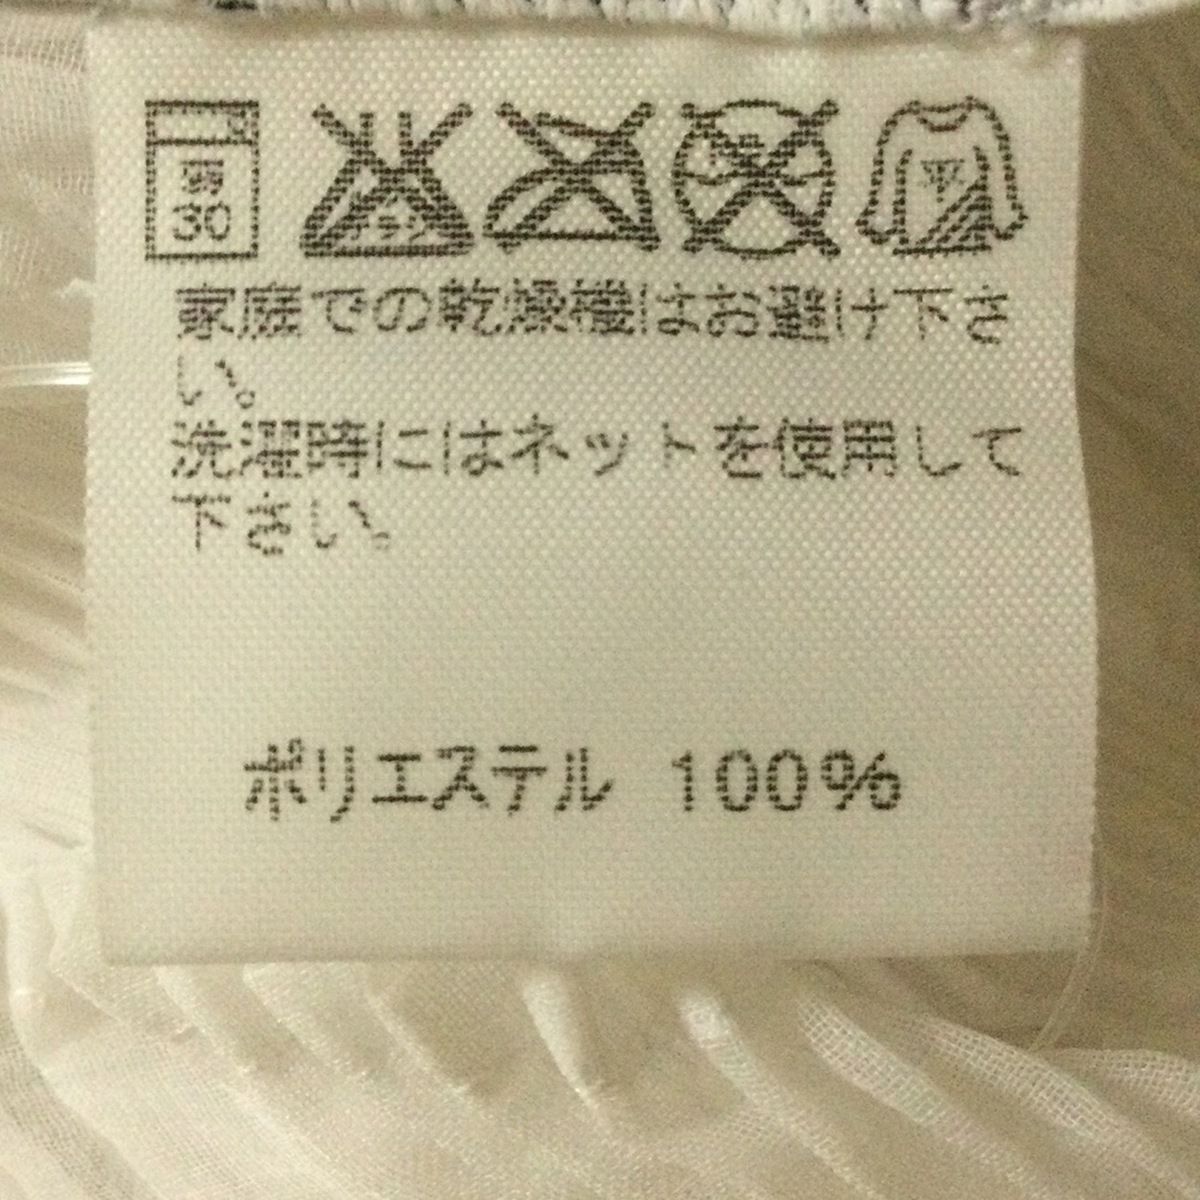 弱
30
平
家庭での乾燥機はお避け下さ
い。
洗濯時にはネットを使用して
下さい。
ポリエステル 100%